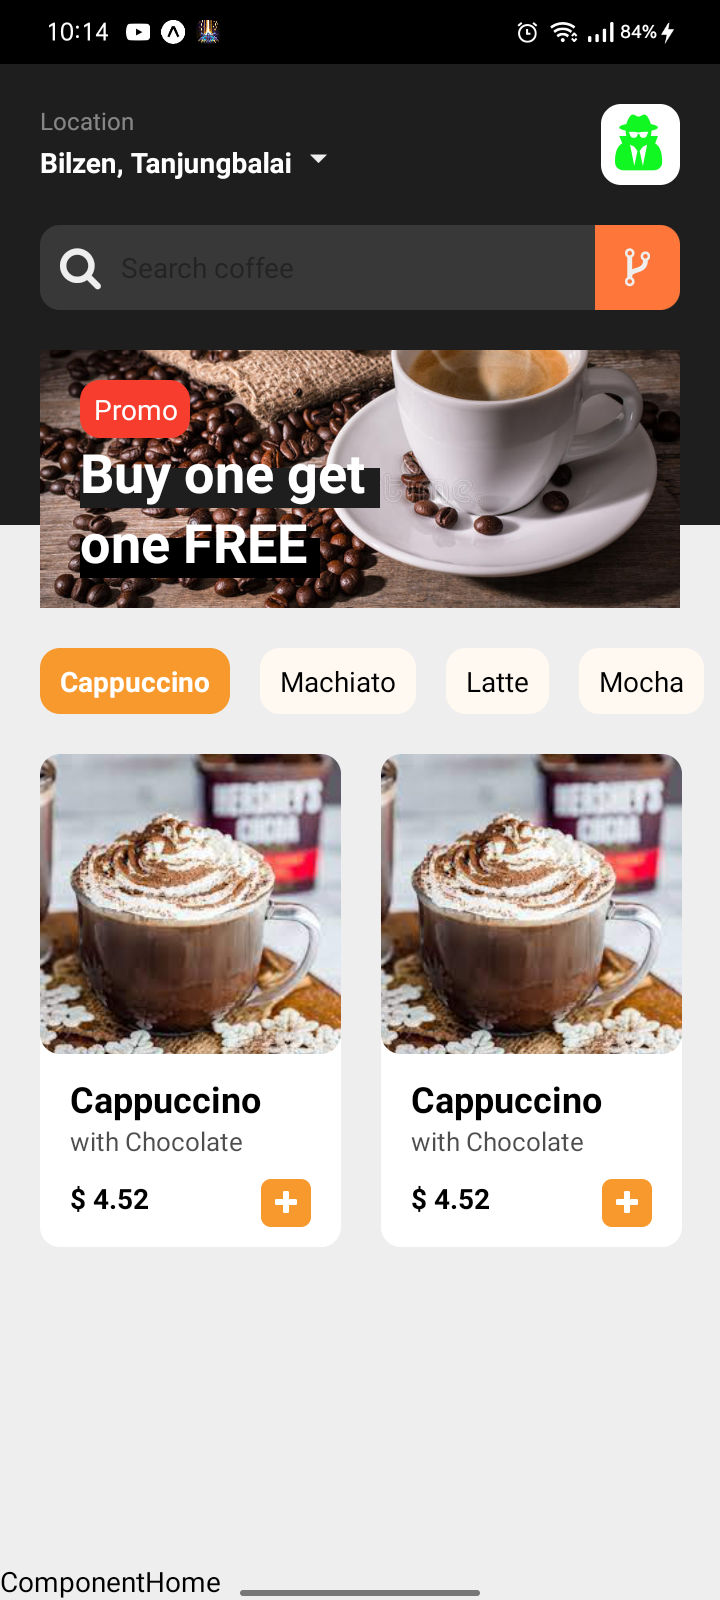 10:14
84%
Location
Bilzen, Tanjungbalai
Search coffee
Promo
Buy one get
one FREE
Cappuccino
Machiato
Latte
Mocha
HERSHEY'S
COCOA
HERSHEY'S
COCOA
Cappuccino
with Chocolate
$ 4.52
Cappuccino
with Chocolate
$ 4.52
ComponentHome